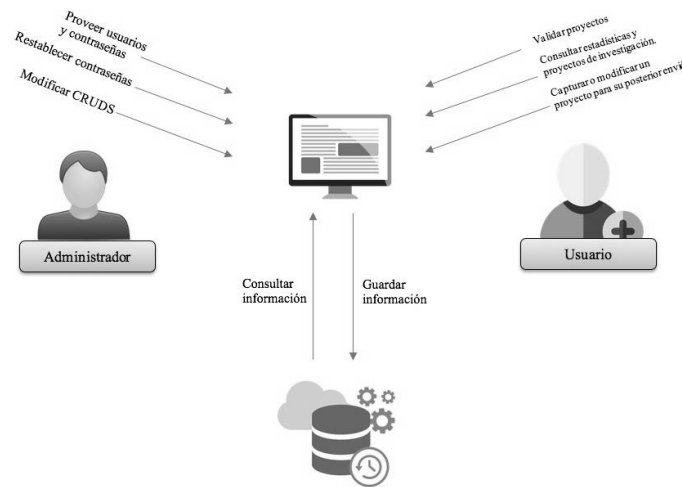 Proveer usuarios
y contraseñas
Restablecer contraseñas
Modificar CRUDS
Validar proyectos
Consultar estadísticas y
proyectos de investigación.
Capturar o modificar un
proyecto para su posterior enví
Administrador
Usuario
Consultar
información
Guardar
información